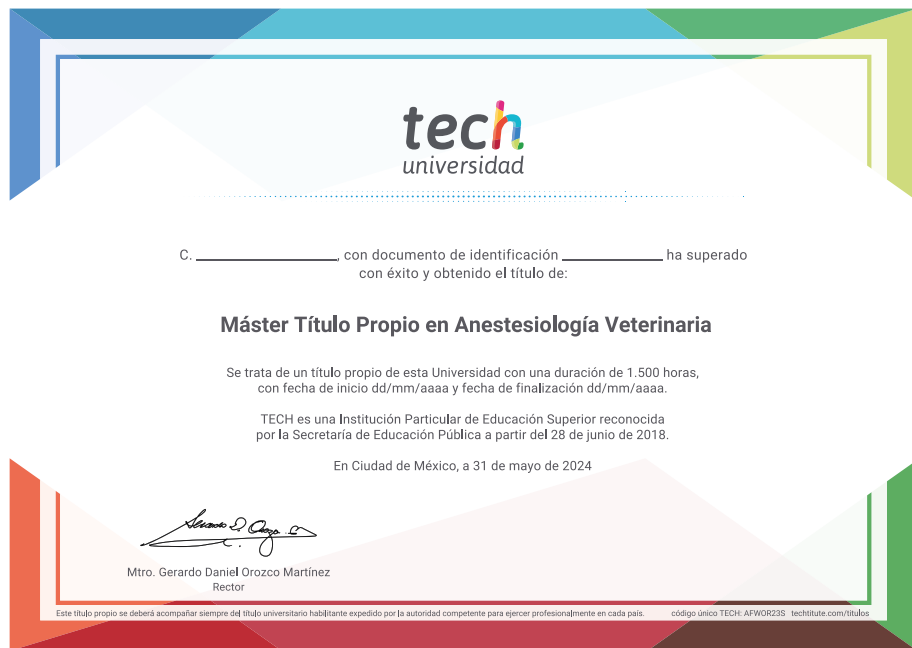 tech
universidad
C. ____________, con documento de identificación ____________ ha superado
con éxito y obtenido el título de:
Máster Título Propio en Anestesiología Veterinaria
Se trata de un título propio de esta Universidad con una duración de 1.500 horas,
con fecha de inicio dd/mm/aaaa y fecha de finalización dd/mm/aaaa.
TECH es una Institución Particular de Educación Superior reconocida
por la Secretaría de Educación Pública a partir del 28 de junio de 2018.
En Ciudad de México, a 31 de mayo de 2024
Mtro. Gerardo Daniel Orozco Martínez
Rector
Este título propio se deberá acompañar siempre del título universitario habilitante expedido por la autoridad competente para ejercer profesionalmente en cada país. código único TECH: AFWOR23S techtitute.com/titulos